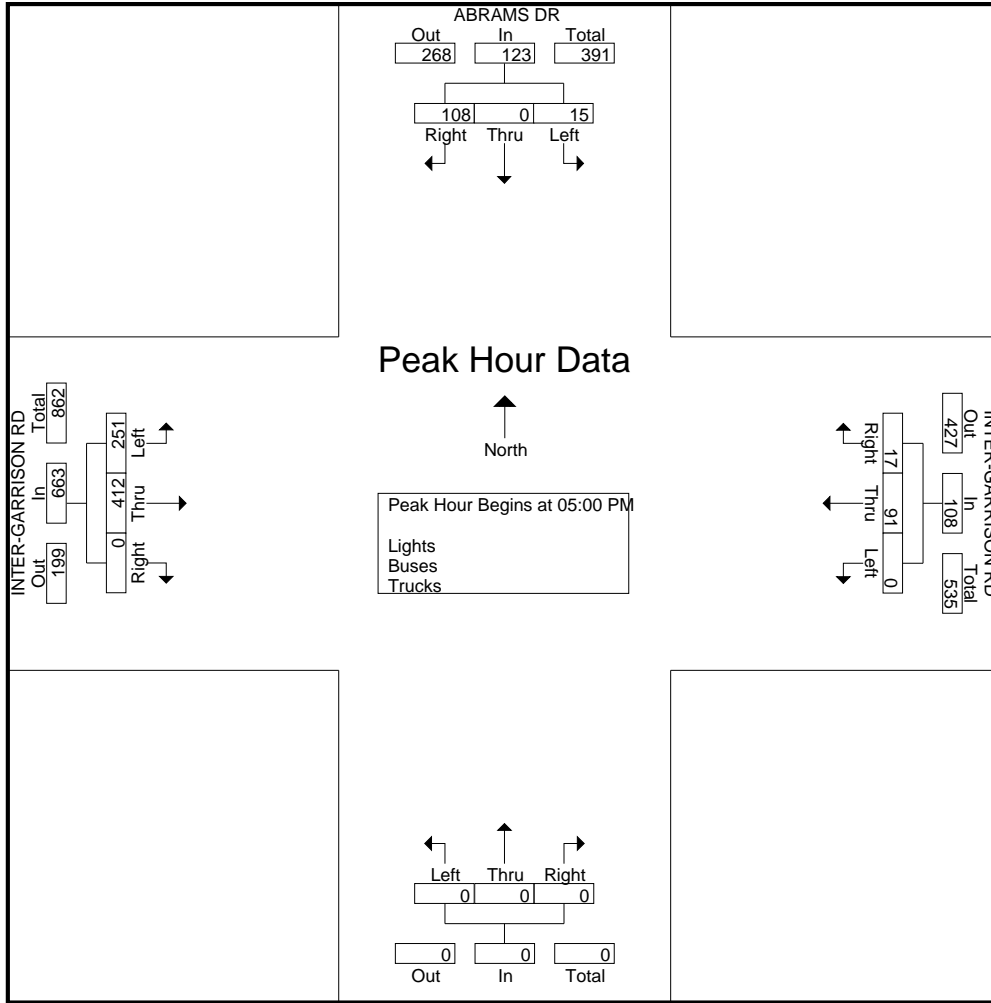 ABRAMS DR
Out In Total
268 123 391
108 0 15
Right Thru Left
Peak Hour Data
North
Peak Hour Begins at 05:00 PM
Lights
Buses
Trucks
INTER-GARRISON RD
Out In Total
199 663 862
Left Thru Right
251 412 0
INTER-GARRISON RD
Out In Total
427 108 535
Right Thru Left
17 91 0
Left Thru Right
0 0 0
0 0 0
Out In Total